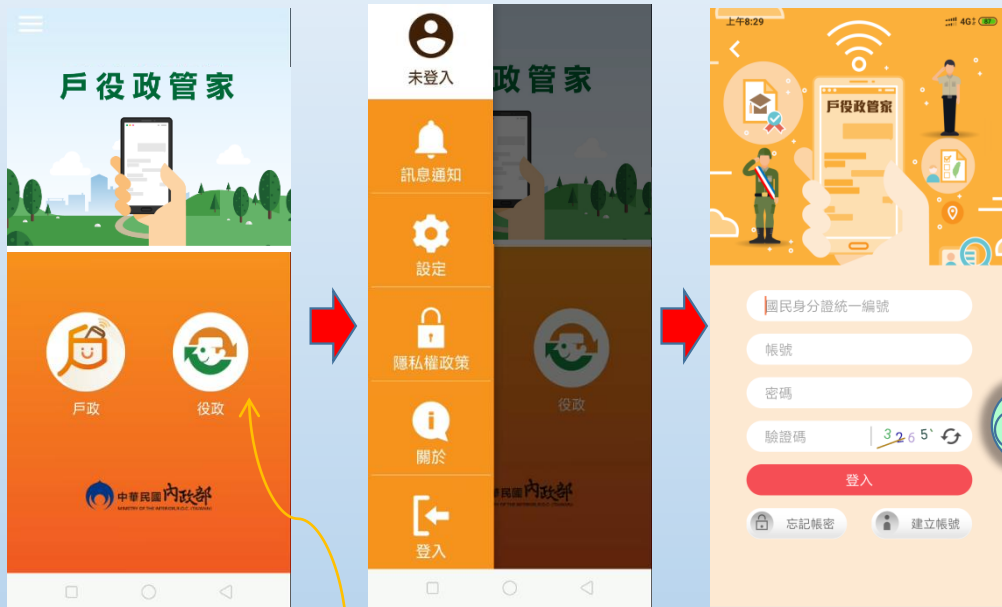 戶役政管家
戶政
役政
中華民國內政部
MINISTRY OF THE INTERIOR, R.O.C. (TAIWAN)
未登入
訊息通知
設定
隱私權政策
關於
登入
政管家
役政
民國內政部
上午8:29
4G
87
戶役政管家
國民身分證統一編號
帳號
密碼
驗證碼
3265
登入
忘記帳密
建立帳號